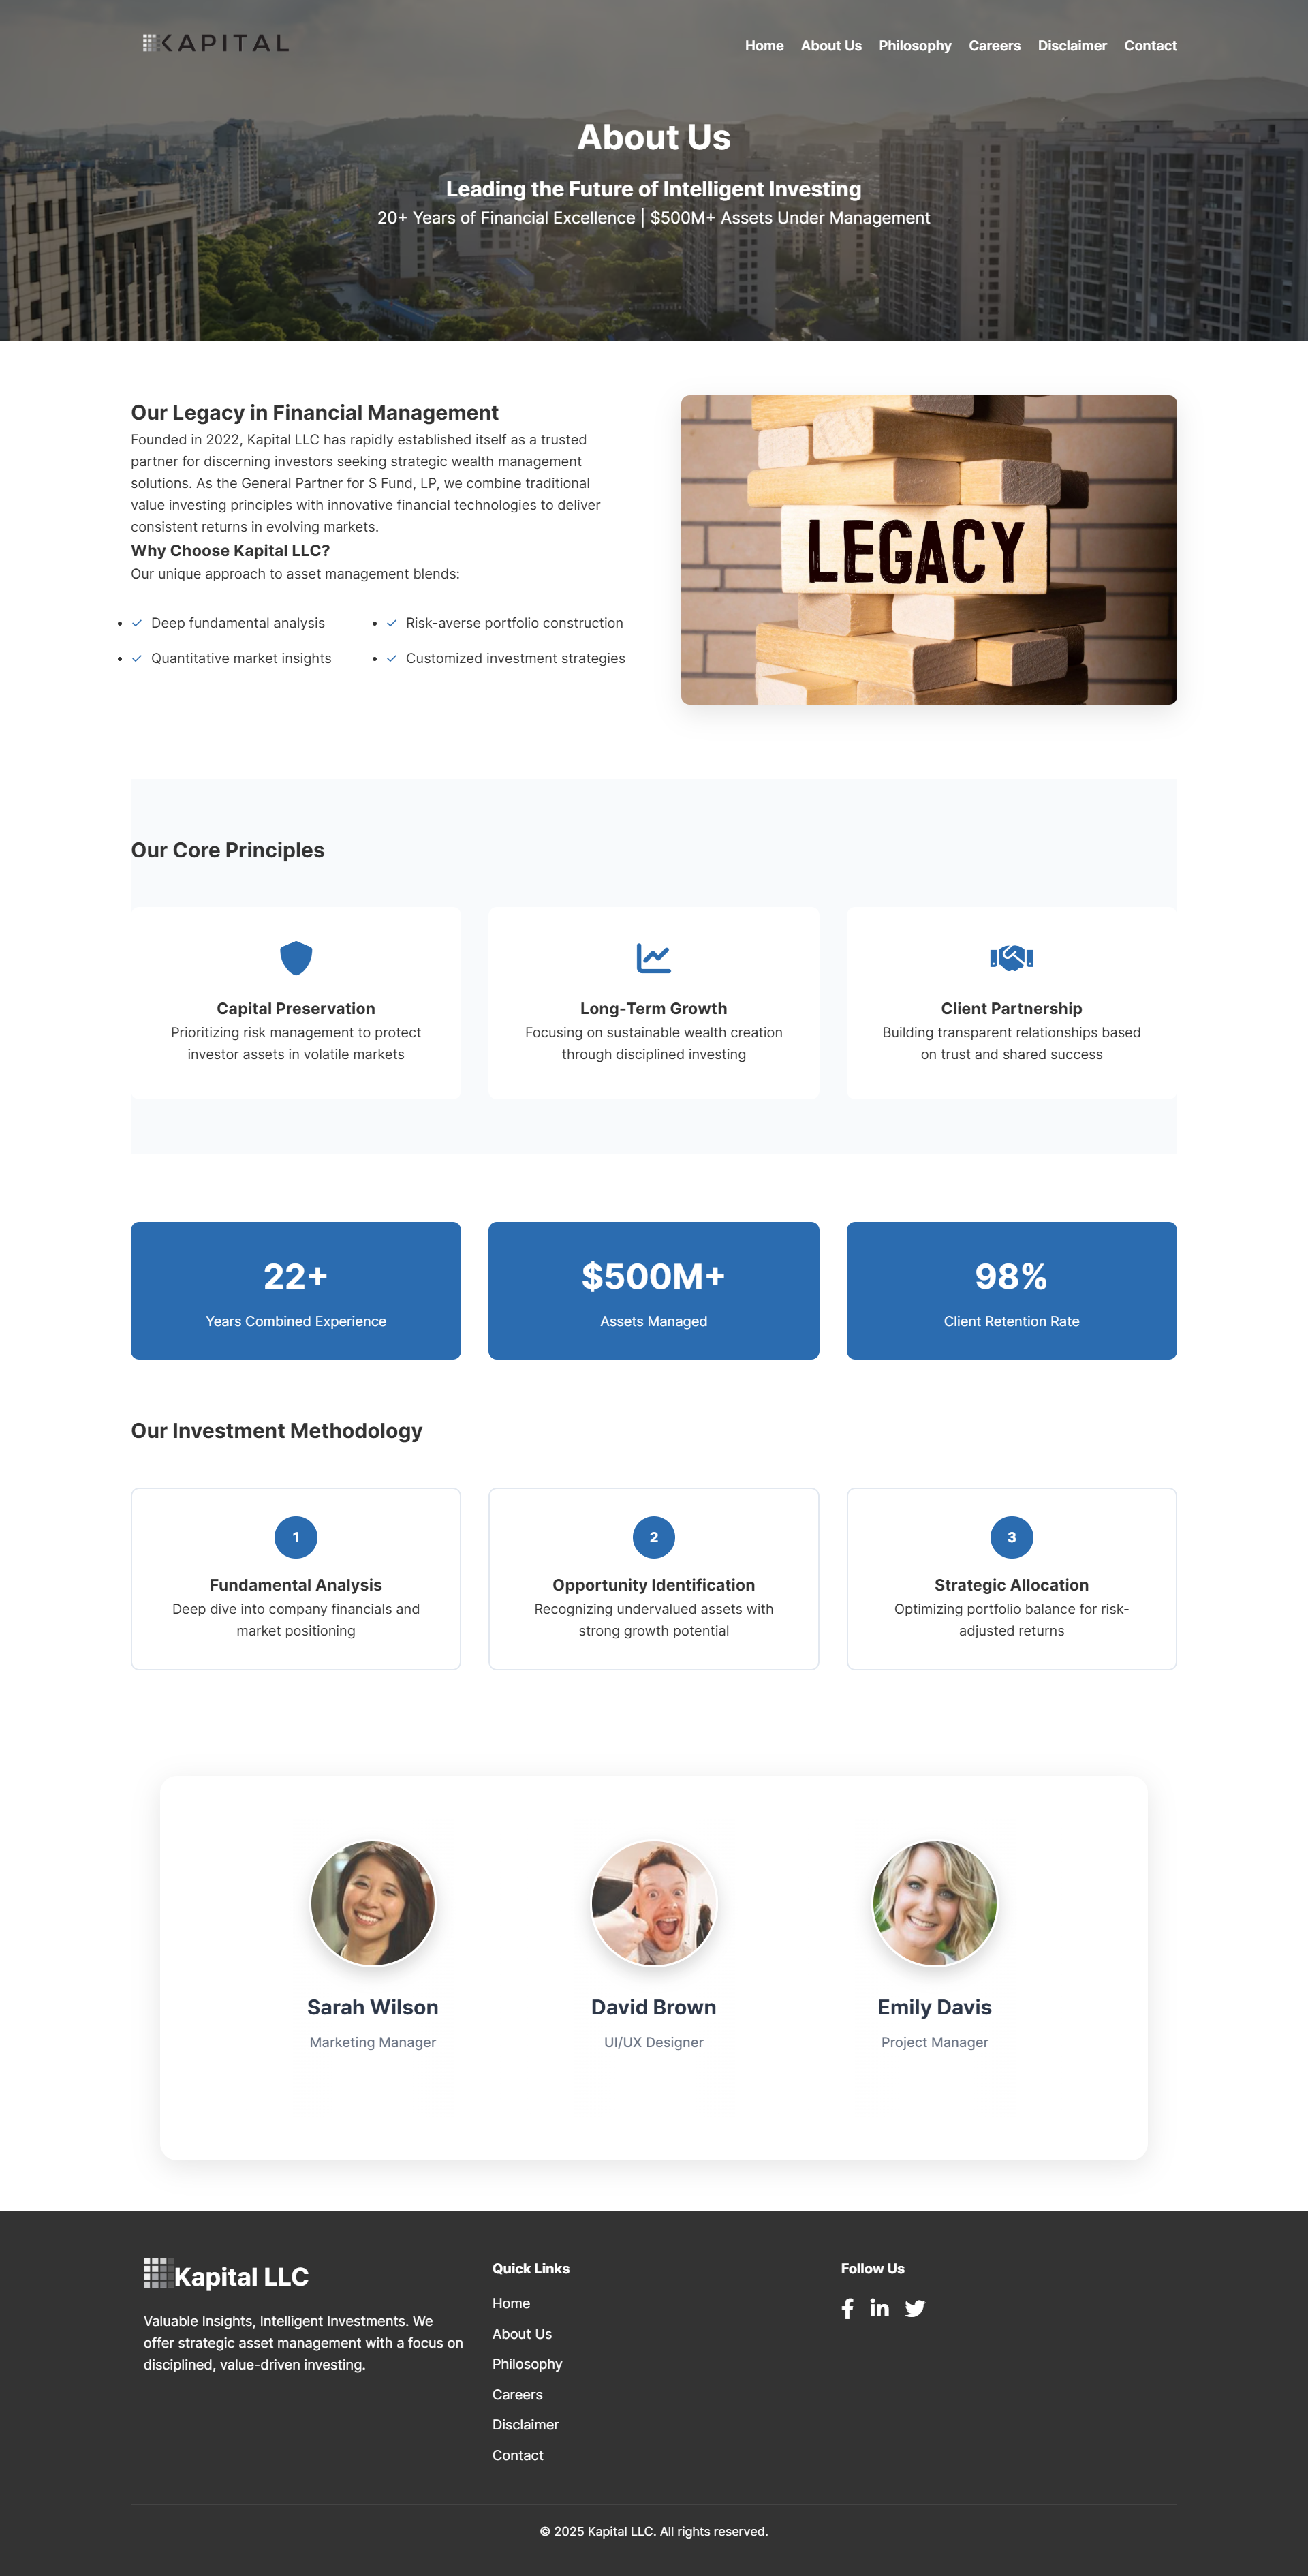 KAPITAL
Home About Us Philosophy Careers Disclaimer Contact
About Us
Leading the Future of Intelligent Investing
20+ Years of Financial Excellence | $500M+ Assets Under Management
Our Legacy in Financial Management
Founded in 2022, Kapital LLC has rapidly established itself as a trusted
partner for discerning investors seeking strategic wealth management
solutions. As the General Partner for S Fund, LP, we combine traditional
value investing principles with innovative financial technologies to deliver
consistent returns in evolving markets.
Why Choose Kapital LLC?
Our unique approach to asset management blends:
• ✓ Deep fundamental analysis
• ✓ Risk-averse portfolio construction
• ✓ Quantitative market insights
• ✓ Customized investment strategies
LEGACY
Our Core Principles
Capital Preservation
Prioritizing risk management to protect
investor assets in volatile markets
Long-Term Growth
Focusing on sustainable wealth creation
through disciplined investing
Client Partnership
Building transparent relationships based
on trust and shared success
22+
Years Combined Experience
$500M+
Assets Managed
98%
Client Retention Rate
Our Investment Methodology
1
Fundamental Analysis
Deep dive into company financials and
market positioning
2
Opportunity Identification
Recognizing undervalued assets with
strong growth potential
3
Strategic Allocation
Optimizing portfolio balance for risk-
adjusted returns
Sarah Wilson
Marketing Manager
David Brown
UI/UX Designer
Emily Davis
Project Manager
Kapital LLC
Valuable Insights, Intelligent Investments. We
offer strategic asset management with a focus on
disciplined, value-driven investing.
Quick Links
Home
About Us
Philosophy
Careers
Disclaimer
Contact
Follow Us
© 2025 Kapital LLC. All rights reserved.